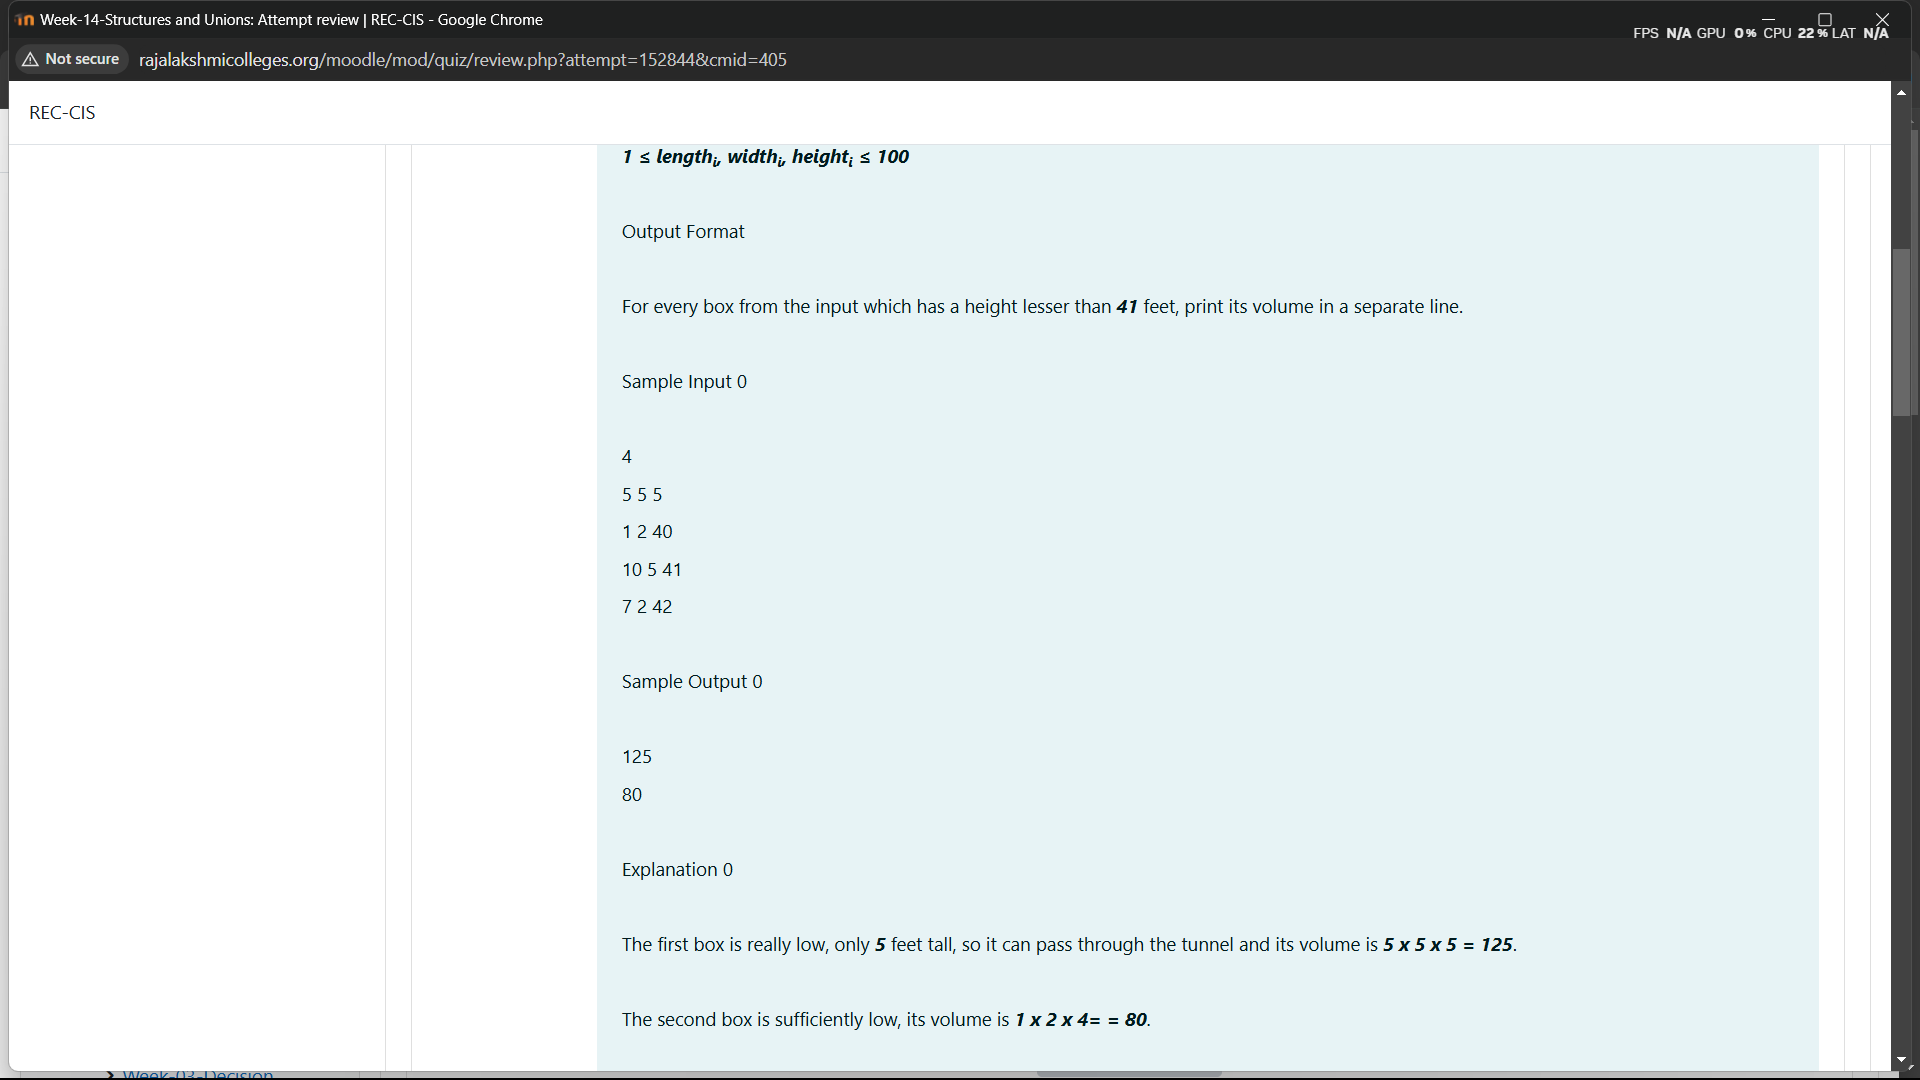 Week-14-Structures and Unions: Attempt review | REC-CIS - Google Chrome
FPS N/A GPU 0% CPU 22% LAT N/A
Not secure rajalakshmicolleges.org/moodle/mod/quiz/review.php?attempt=152844&cmid=405
REC-CIS
1 ≤ lengthi, widthi, heighti ≤ 100
Output Format
For every box from the input which has a height lesser than 41 feet, print its volume in a separate line.
Sample Input 0
4
5 5 5
1 2 40
10 5 41
7 2 42
Sample Output 0
125
80
Explanation 0
The first box is really low, only 5 feet tall, so it can pass through the tunnel and its volume is 5 x 5 x 5 = 125.
The second box is sufficiently low, its volume is 1 x 2 x 4= = 80.
Week-03-Decision